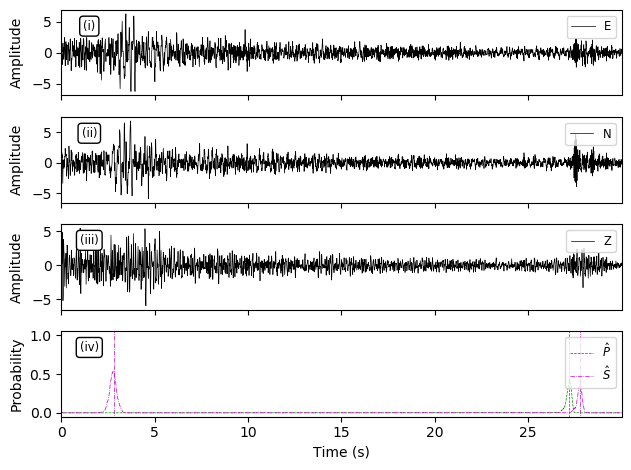 Amplitude
5
0
−5
(i)
E
Amplitude
5
0
−5
(ii)
N
Amplitude
5
0
−5
(iii)
Z
Probability
1.0
0.5
0.0
(iv)
P̂
Ŝ
0 5 10 15 20 25
Time (s)